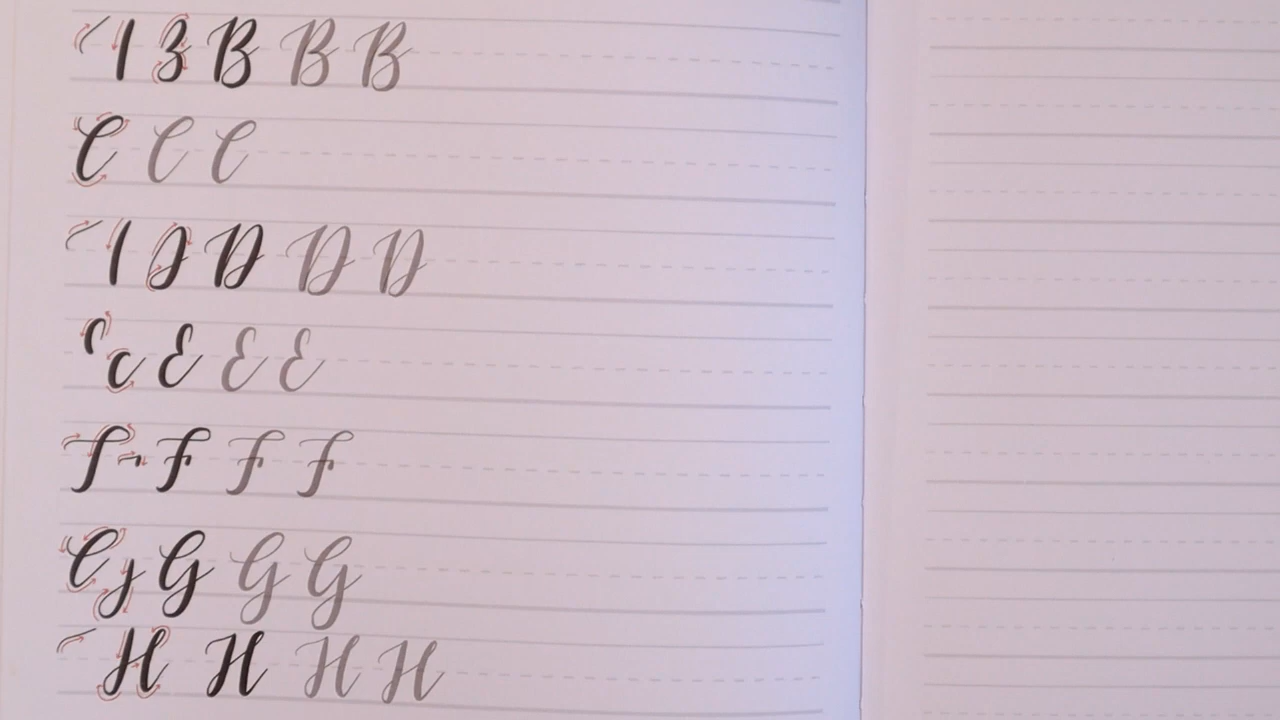 B B B
C C C
D D D
E E E
F F F
G G G
H H H H